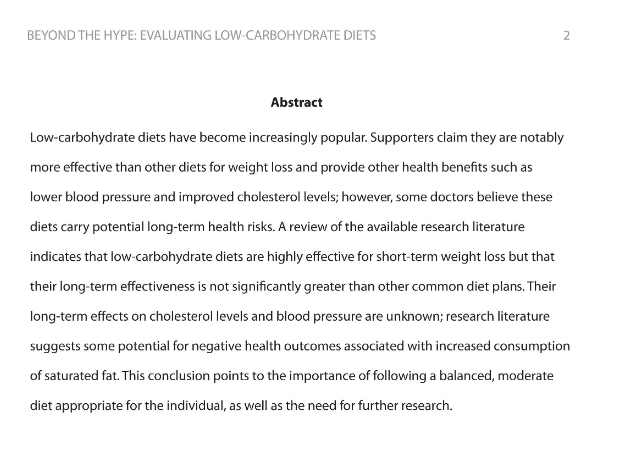 BEYOND THE HYPE: EVALUATING LOW-CARBOHYDRATE DIETS 2
Abstract
Low-carbohydrate diets have become increasingly popular. Supporters claim they are notably
more effective than other diets for weight loss and provide other health benefits such as
lower blood pressure and improved cholesterol levels; however, some doctors believe these
diets carry potential long-term health risks. A review of the available research literature
indicates that low-carbohydrate diets are highly effective for short-term weight loss but that
their long-term effectiveness is not significantly greater than other common diet plans. Their
long-term effects on cholesterol levels and blood pressure are unknown; research literature
suggests some potential for negative health outcomes associated with increased consumption
of saturated fat. This conclusion points to the importance of following a balanced, moderate
diet appropriate for the individual, as well as the need for further research.